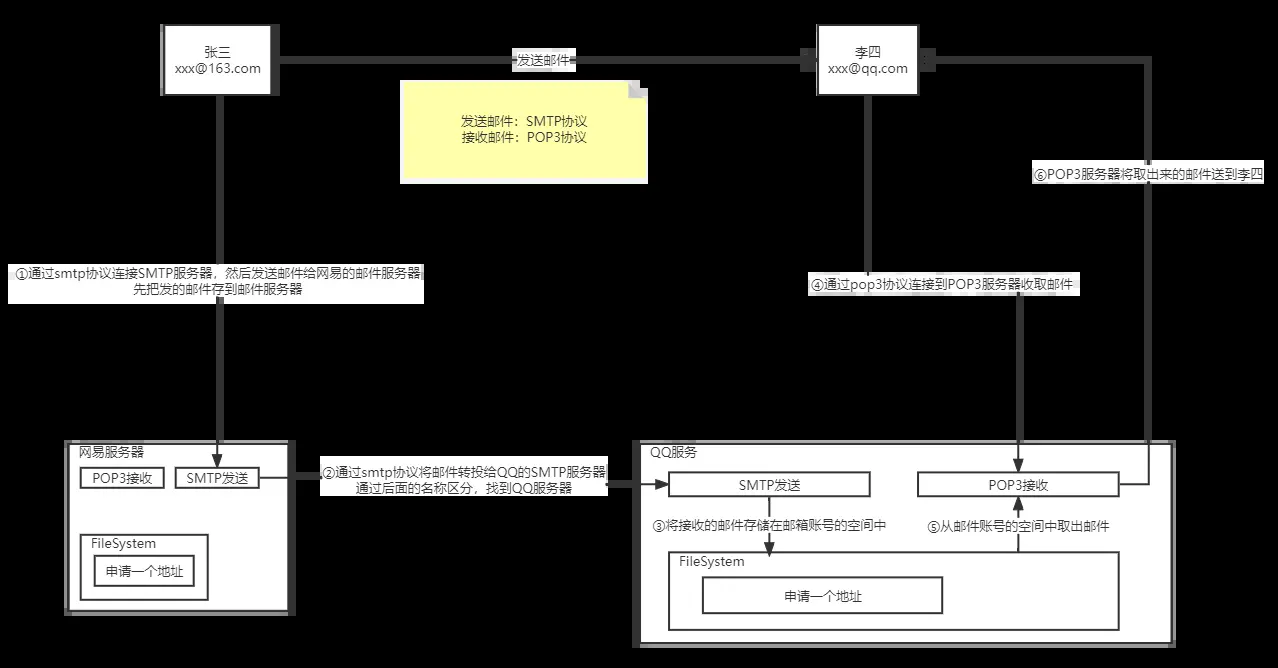 张三
xxx@163.com
发送邮件
李四
xxx@qq.com
发送邮件：SMTP协议
接收邮件：POP3协议
⑥POP3服务器将取出来的邮件送到李四
①通过smtp协议连接SMTP服务器，然后发送邮件给网易的邮件服务器
先把发的邮件存到邮件服务器
④通过pop3协议连接到POP3服务器收取邮件
网易服务器
POP3接收
SMTP发送
②通过smtp协议将邮件转投给QQ的SMTP服务器
通过后面的名称区分，找到QQ服务器
QQ服务
SMTP发送
POP3接收
③将接收的邮件存储在邮箱账号的空间中
⑤从邮件账号的空间中取出邮件
FileSystem
申请一个地址
FileSystem
申请一个地址